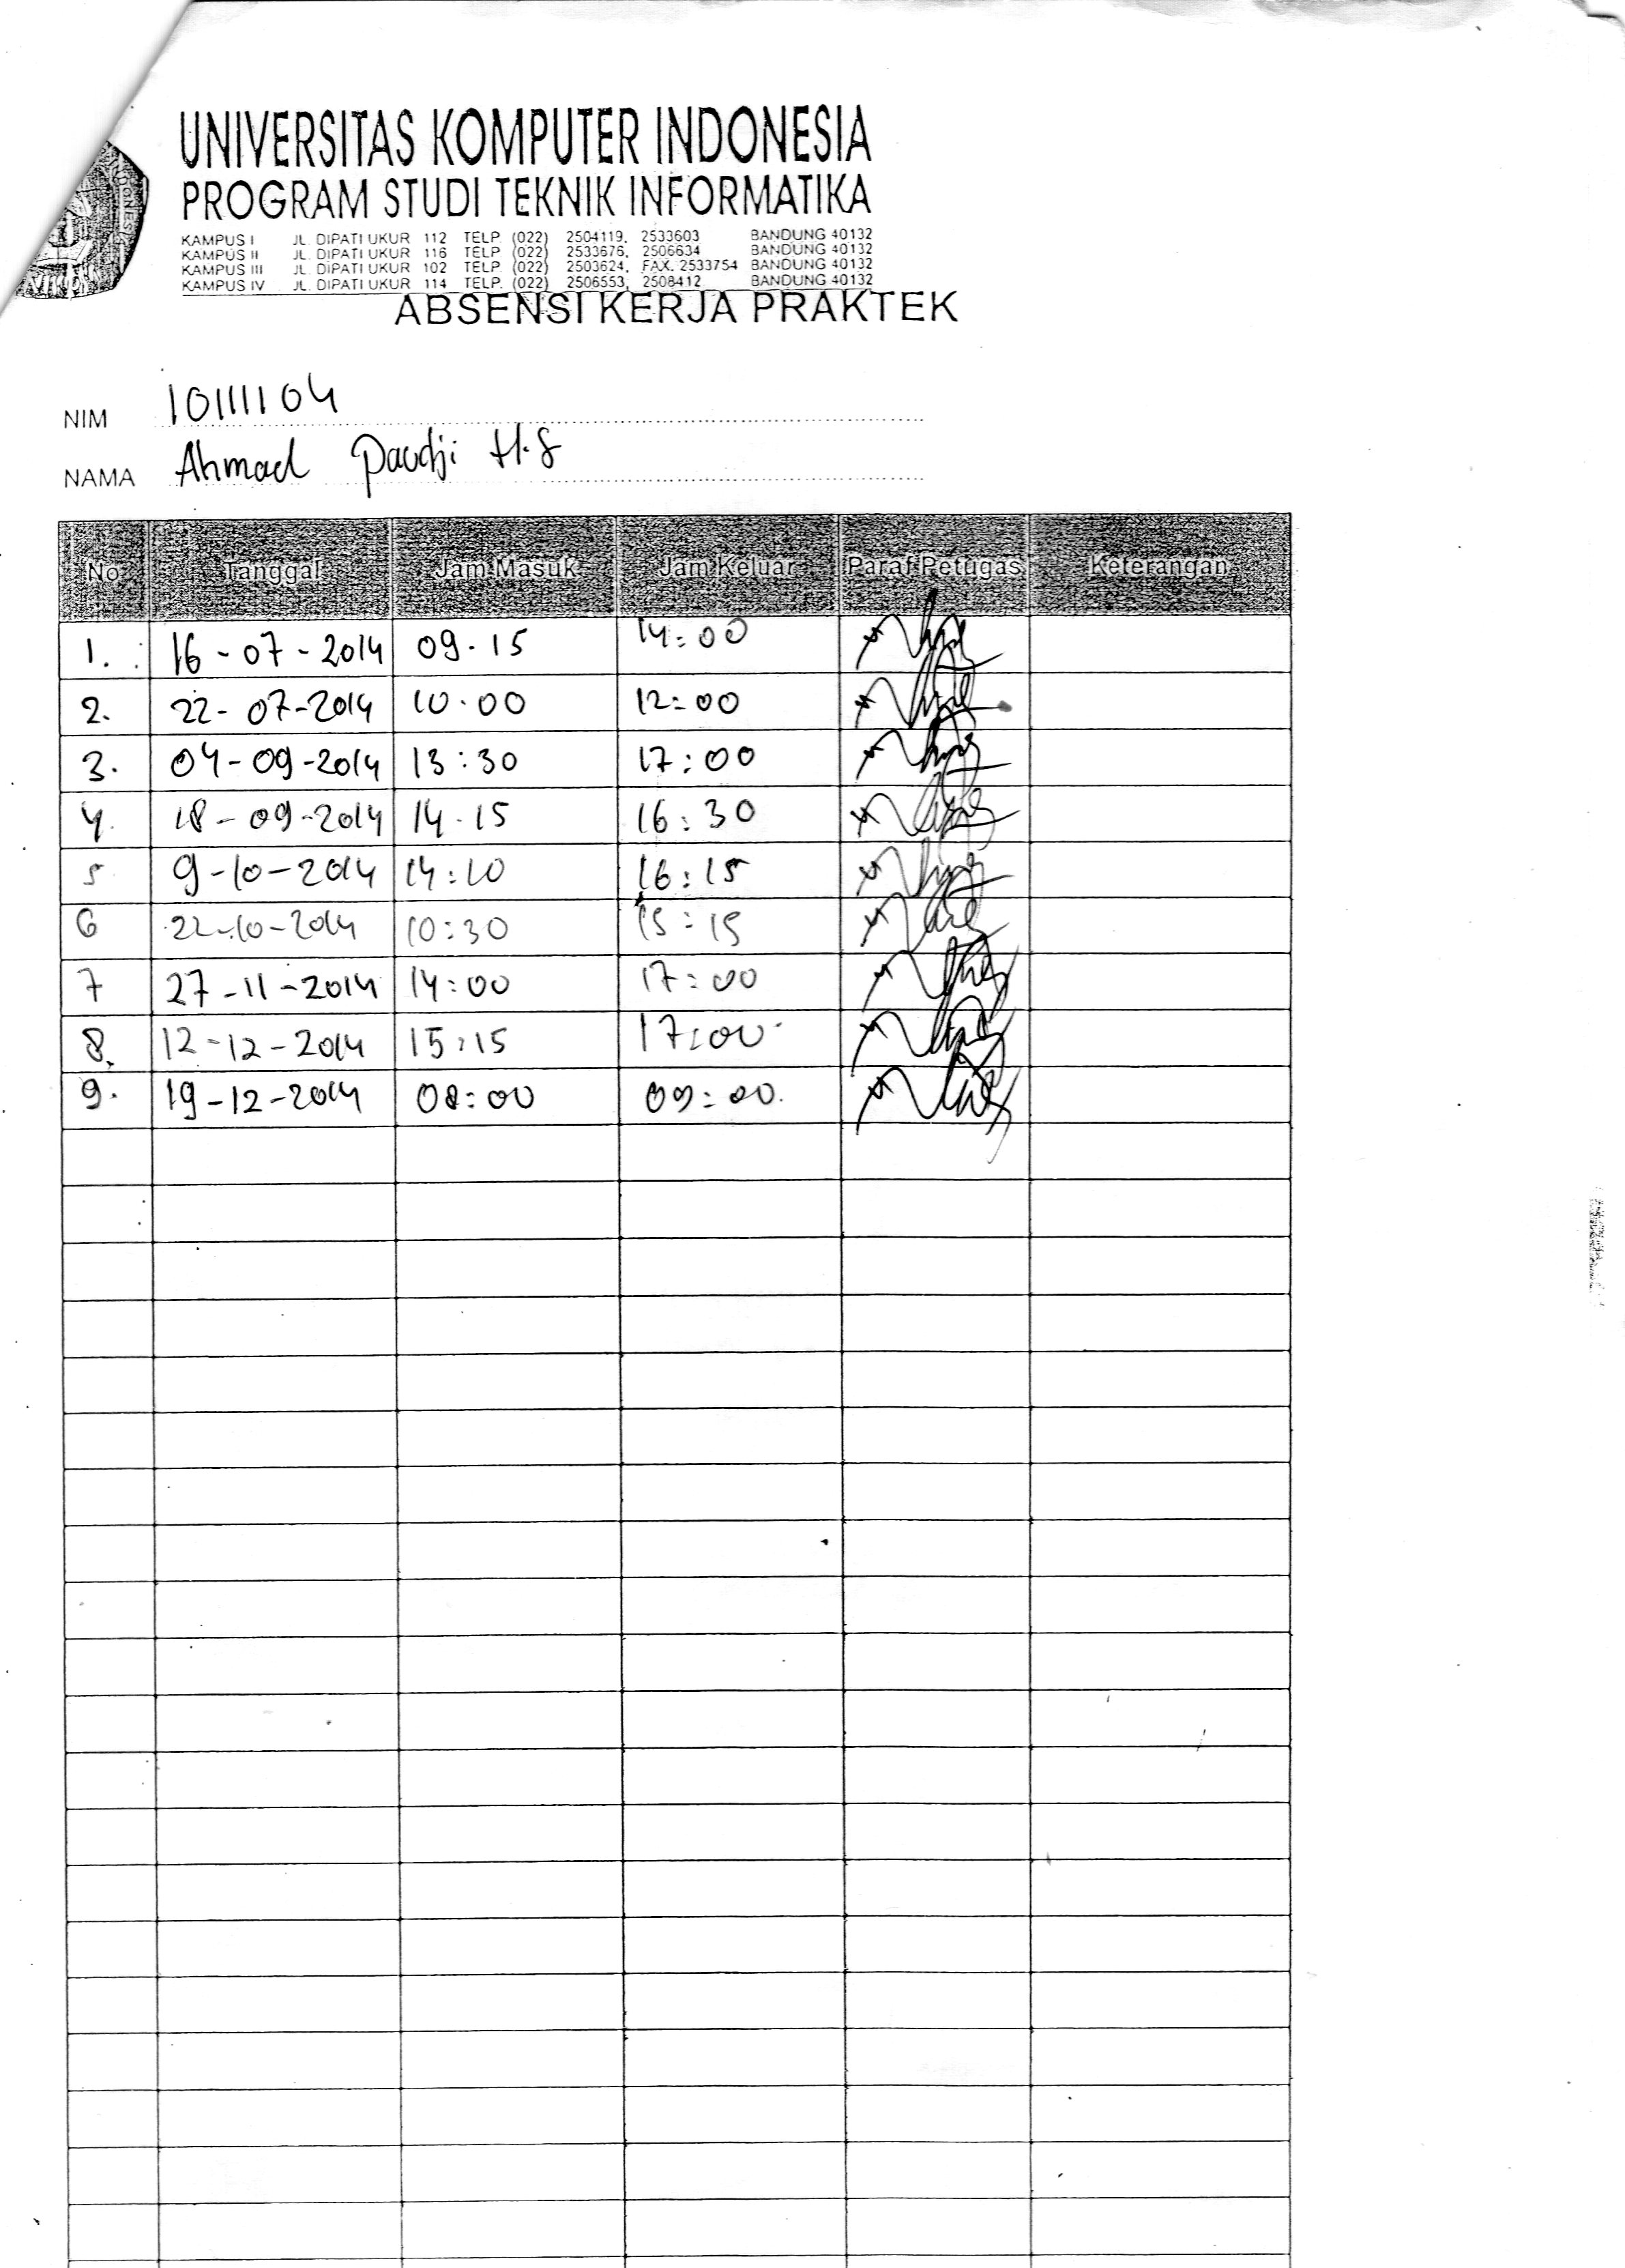 UNIVERSITAS KOMPUTER INDONESIA
PROGRAM STUDI TEKNIK INFORMATIKA
KAMPUS I JL. DIPATI UKUR 112 TELP. (022) 2504119, 2533603 BANDUNG 40132
KAMPUS II JL. DIPATI UKUR 116 TELP (022) 2533676, 2506634 BANDUNG 40132
KAMPUS III JL. DIPATI UKUR 102 TELP. (022) 2503624, FAX. 2533754 BANDUNG 40132
KAMPUS IV JL. DIPATI UKUR 114 TELP. (022) 2506553, 2508412 BANDUNG 40132
ABSENSI KERJA PRAKTEK
NIM 10111104
NAMA Ahmad Paudji H.S
No Tanggal Jam Masuk Jam Keluar Paraf Petugas Keterangan
1. 16-07-2014 09.15 14:00
2. 22-07-2014 10.00 12:00
3. 04-09-2014 13:30 17:00
4. 18-09-2014 14.15 16:30
5 9-10-2014 14:10 16:15
6 22-10-2014 10:30 15:15
7 27-11-2014 14:00 17:00
8. 12-12-2014 15:15 17:00
9. 19-12-2014 08:00 09:00